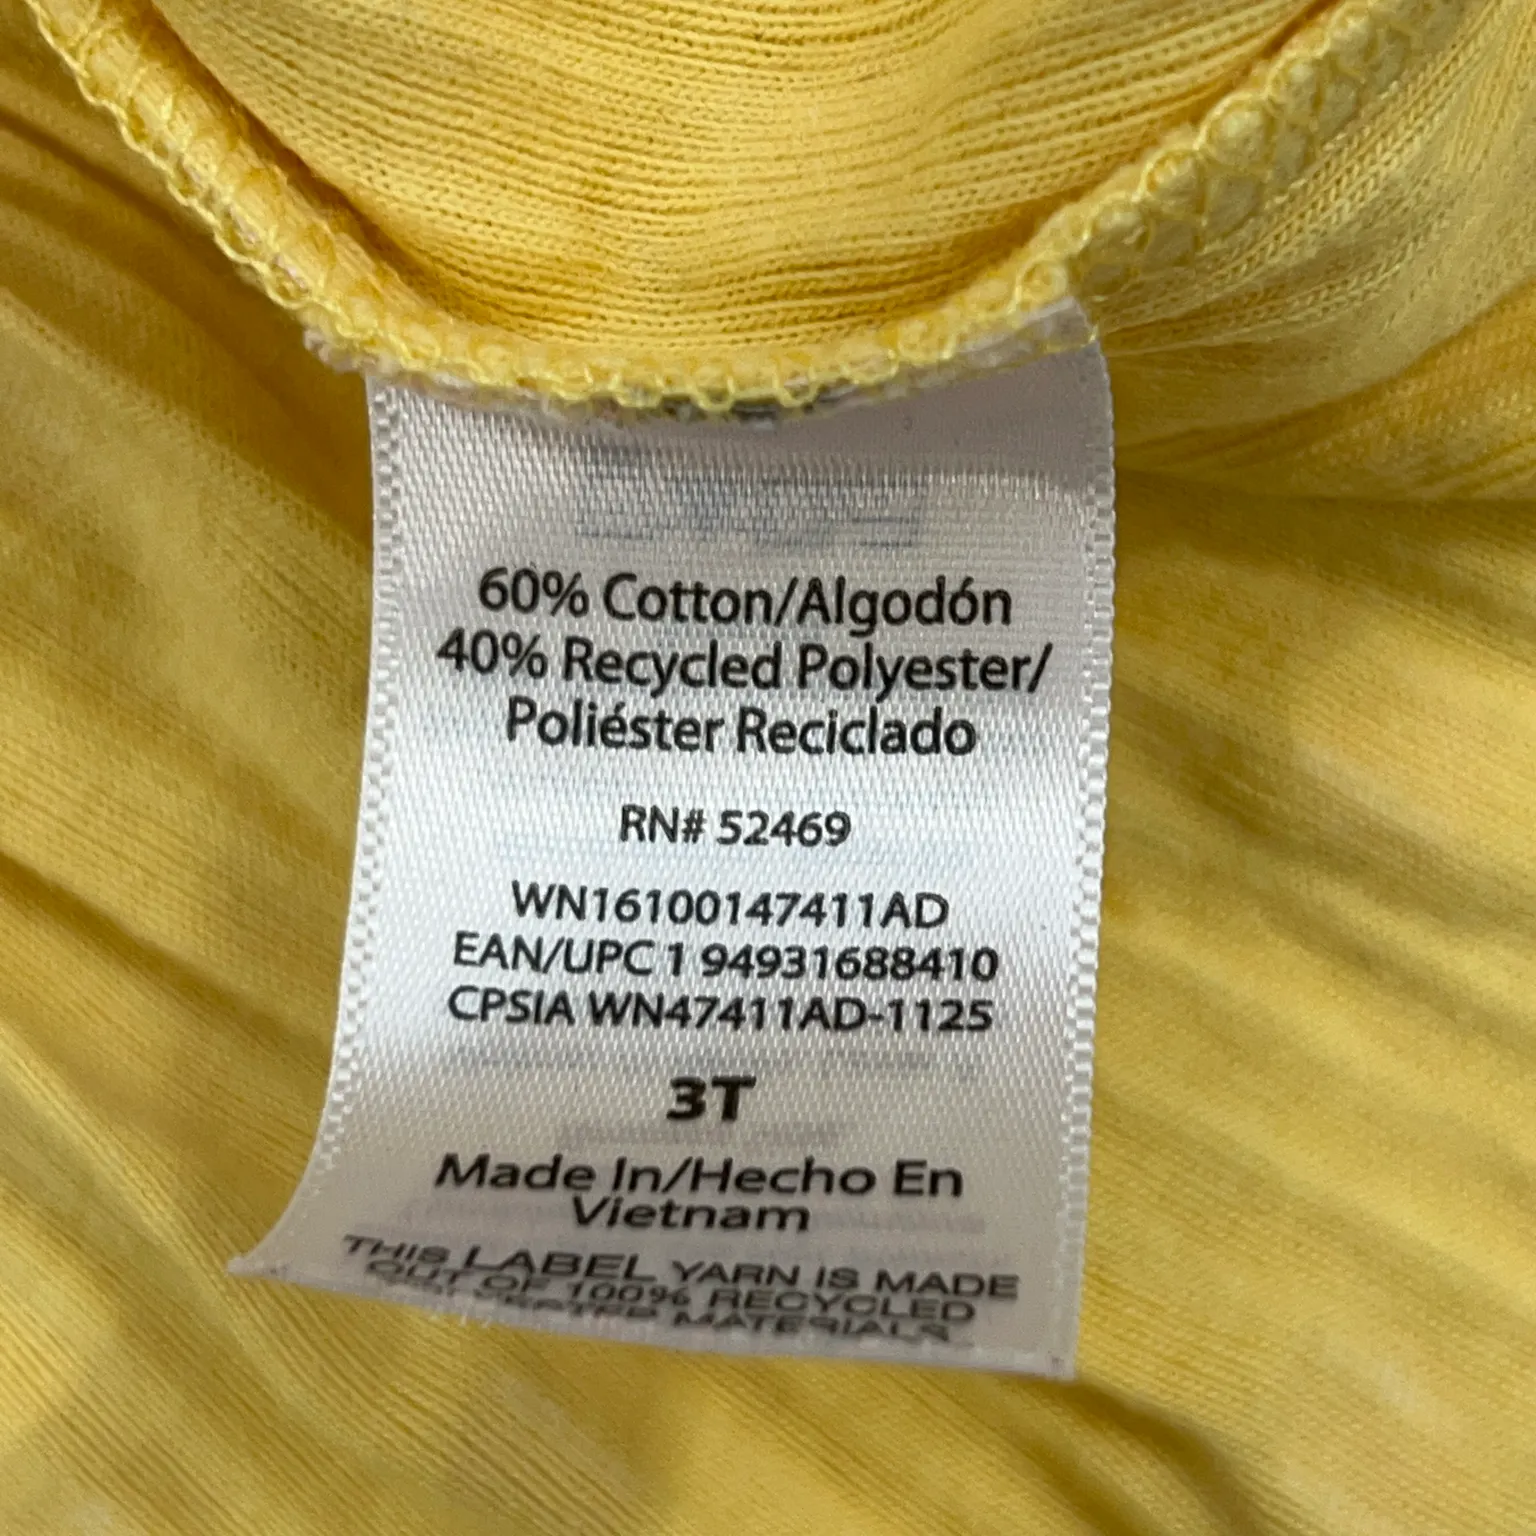 60% Cotton/Algodón
40% Recycled Polyester/
Poliéster Reciclado
RN# 52469
WN16100147411AD
EAN/UPC 1 94931688410
CPSIA WN47411AD-1125
3T
Made In/Hecho En
Vietnam
THIS LABEL YARN IS MADE
OUT OF 100% RECYCLED
MATERIALS